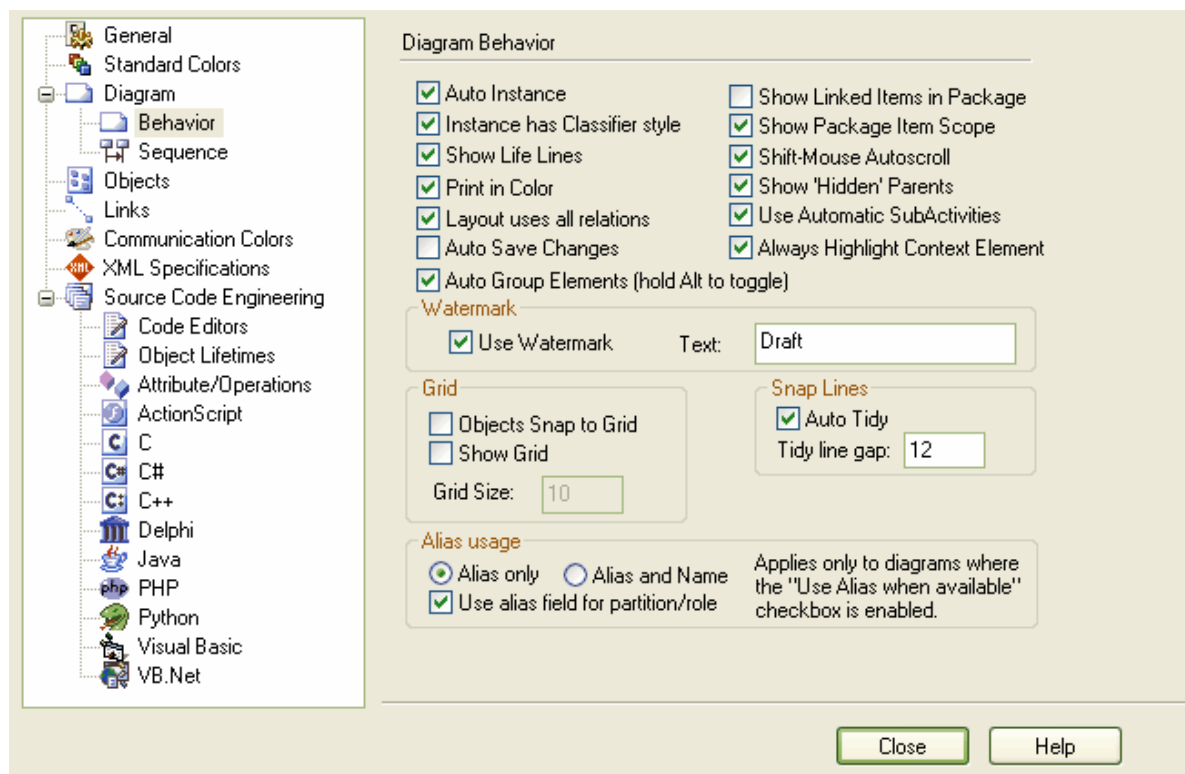 General
Standard Colors
Diagram
Behavior
Sequence
Objects
Links
Communication Colors
XML Specifications
Source Code Engineering
Code Editors
Object Lifetimes
Attribute/Operations
ActionScript
C
C#
C++
Delphi
Java
PHP
Python
Visual Basic
VB.Net
Diagram Behavior
Auto Instance
Instance has Classifier style
Show Life Lines
Print in Color
Layout uses all relations
Auto Save Changes
Auto Group Elements (hold Alt to toggle)
Show Linked Items in Package
Show Package Item Scope
Shift-Mouse Autoscroll
Show 'Hidden' Parents
Use Automatic SubActivities
Always Highlight Context Element
Watermark
Use Watermark Text: Draft
Grid
Objects Snap to Grid
Show Grid
Grid Size: 10
Snap Lines
Auto Tidy
Tidy line gap: 12
Alias usage
Alias only Alias and Name
Use alias field for partition/role
Applies only to diagrams where
the "Use Alias when available"
checkbox is enabled.
Close Help